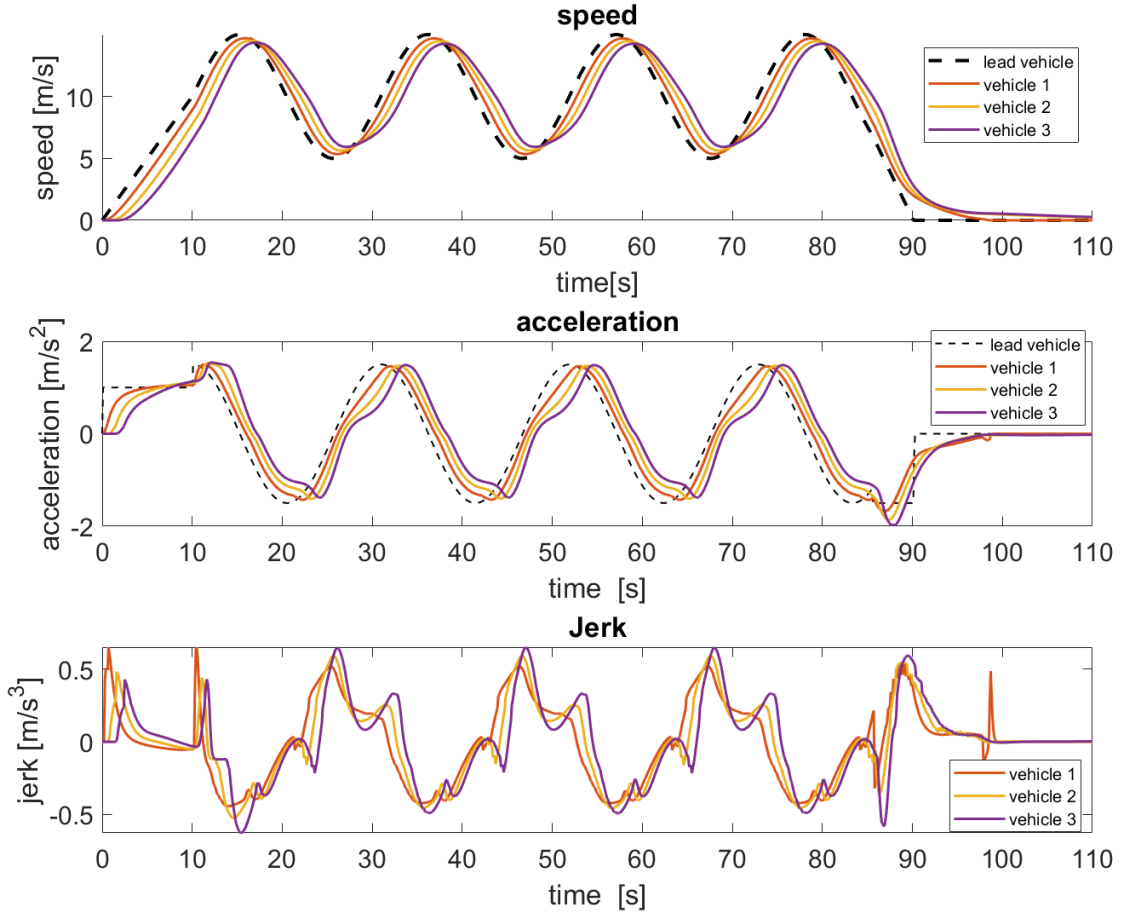 speed
speed [m/s]
10
5
0
lead vehicle
vehicle 1
vehicle 2
vehicle 3
0 10 20 30 40 50 60 70 80 90 100 110
time[s]
acceleration
acceleration [m/s²]
2
0
-2
lead vehicle
vehicle 1
vehicle 2
vehicle 3
0 10 20 30 40 50 60 70 80 90 100 110
time [s]
Jerk
jerk [m/s³]
0.5
0
-0.5
vehicle 1
vehicle 2
vehicle 3
0 10 20 30 40 50 60 70 80 90 100 110
time [s]